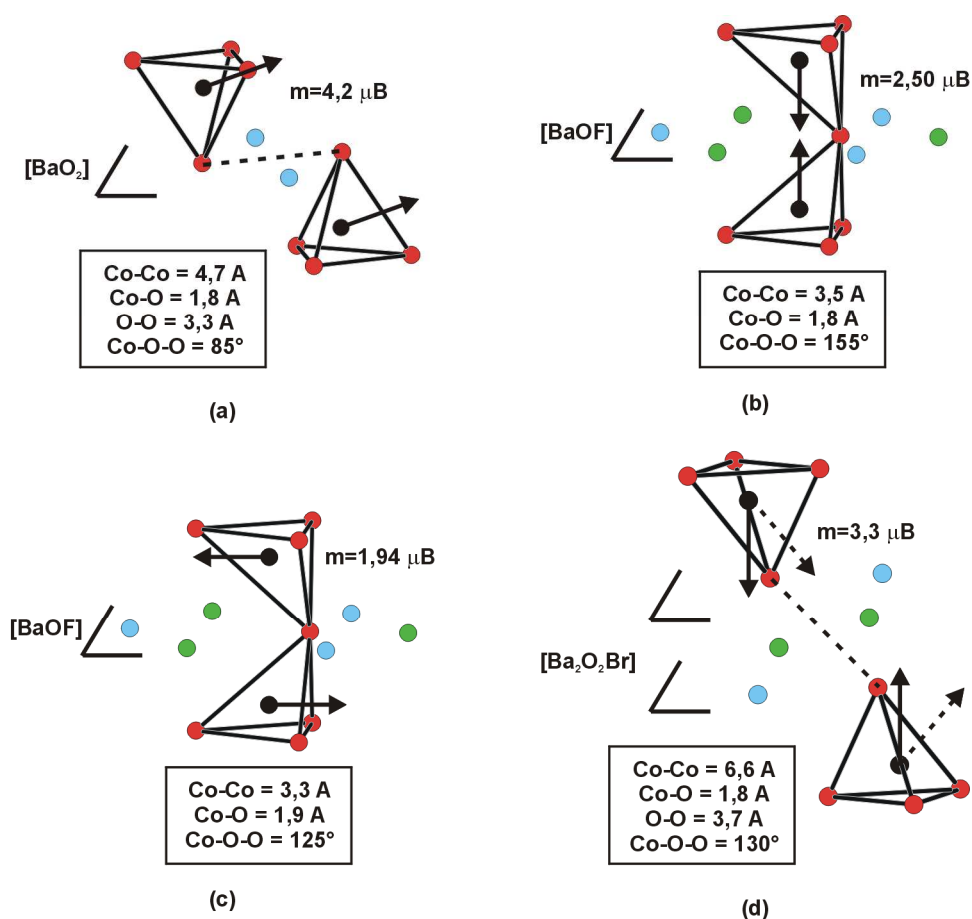 m=4,2 μB
[BaO₂]
Co-Co = 4,7 A
Co-O = 1,8 A
O-O = 3,3 A
Co-O-O = 85°
(a)
m=2,50 μB
[BaOF]
Co-Co = 3,5 A
Co-O = 1,8 A
Co-O-O = 155°
(b)
m=1,94 μB
[BaOF]
Co-Co = 3,3 A
Co-O = 1,9 A
Co-O-O = 125°
(c)
m=3,3 μB
[Ba₂O₂Br]
Co-Co = 6,6 A
Co-O = 1,8 A
O-O = 3,7 A
Co-O-O = 130°
(d)